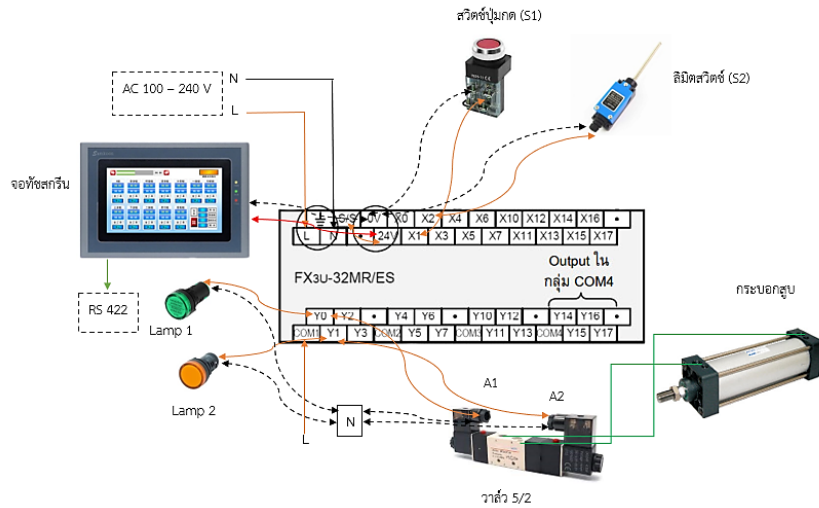 สวิตช์ปุ่มกด (S1)
ลิมิตสวิตช์ (S2)
AC 100 – 240 V
N
L
จอทัชสกรีน
S/S 0V X0 X2 X4 X6 X10 X12 X14 X16 •
L N • 24V X1 X3 X5 X7 X11 X13 X15 X17
FX3U-32MR/ES
Output ใน
กลุ่ม COM4
กระบอกสูบ
RS 422
Lamp 1
Y0 Y2 • Y4 Y6 • Y10 Y12 • Y14 Y16 •
COM1 Y1 Y3 COM2 Y5 Y7 COM3 Y11 Y13 COM4 Y15 Y17
Lamp 2
A1
A2
N
L
วาล์ว 5/2